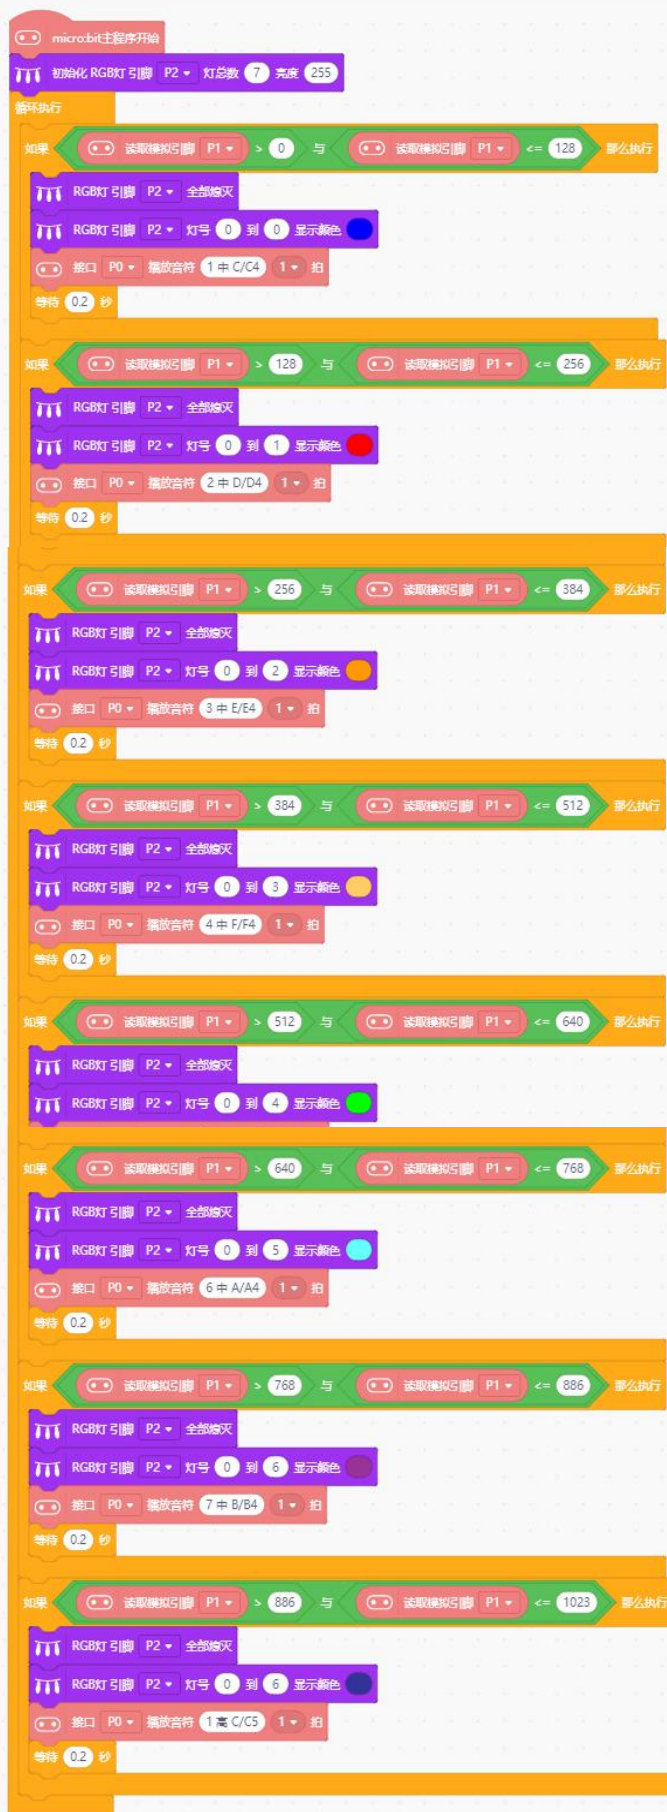 micro:bit主程序开始
初始化 RGB灯 引脚 P2 灯总数 7 亮度 255
循环执行
如果 读取模拟引脚 P1 > 0 与 读取模拟引脚 P1 <= 128 那么执行
RGB灯 引脚 P2 全部熄灭
RGB灯 引脚 P2 灯号 0 到 0 显示颜色
接口 P0 播放音符 1 中 C/C4 1 拍
等待 0.2 秒
如果 读取模拟引脚 P1 > 128 与 读取模拟引脚 P1 <= 256 那么执行
RGB灯 引脚 P2 全部熄灭
RGB灯 引脚 P2 灯号 0 到 1 显示颜色
接口 P0 播放音符 2 中 D/D4 1 拍
等待 0.2 秒
如果 读取模拟引脚 P1 > 256 与 读取模拟引脚 P1 <= 384 那么执行
RGB灯 引脚 P2 全部熄灭
RGB灯 引脚 P2 灯号 0 到 2 显示颜色
接口 P0 播放音符 3 中 E/E4 1 拍
等待 0.2 秒
如果 读取模拟引脚 P1 > 384 与 读取模拟引脚 P1 <= 512 那么执行
RGB灯 引脚 P2 全部熄灭
RGB灯 引脚 P2 灯号 0 到 3 显示颜色
接口 P0 播放音符 4 中 F/F4 1 拍
等待 0.2 秒
如果 读取模拟引脚 P1 > 512 与 读取模拟引脚 P1 <= 640 那么执行
RGB灯 引脚 P2 全部熄灭
RGB灯 引脚 P2 灯号 0 到 4 显示颜色
如果 读取模拟引脚 P1 > 640 与 读取模拟引脚 P1 <= 768 那么执行
RGB灯 引脚 P2 全部熄灭
RGB灯 引脚 P2 灯号 0 到 5 显示颜色
接口 P0 播放音符 6 中 A/A4 1 拍
等待 0.2 秒
如果 读取模拟引脚 P1 > 768 与 读取模拟引脚 P1 <= 886 那么执行
RGB灯 引脚 P2 全部熄灭
RGB灯 引脚 P2 灯号 0 到 6 显示颜色
接口 P0 播放音符 7 中 B/B4 1 拍
等待 0.2 秒
如果 读取模拟引脚 P1 > 886 与 读取模拟引脚 P1 <= 1023 那么执行
RGB灯 引脚 P2 全部熄灭
RGB灯 引脚 P2 灯号 0 到 6 显示颜色
接口 P0 播放音符 1 高 C/C5 1 拍
等待 0.2 秒